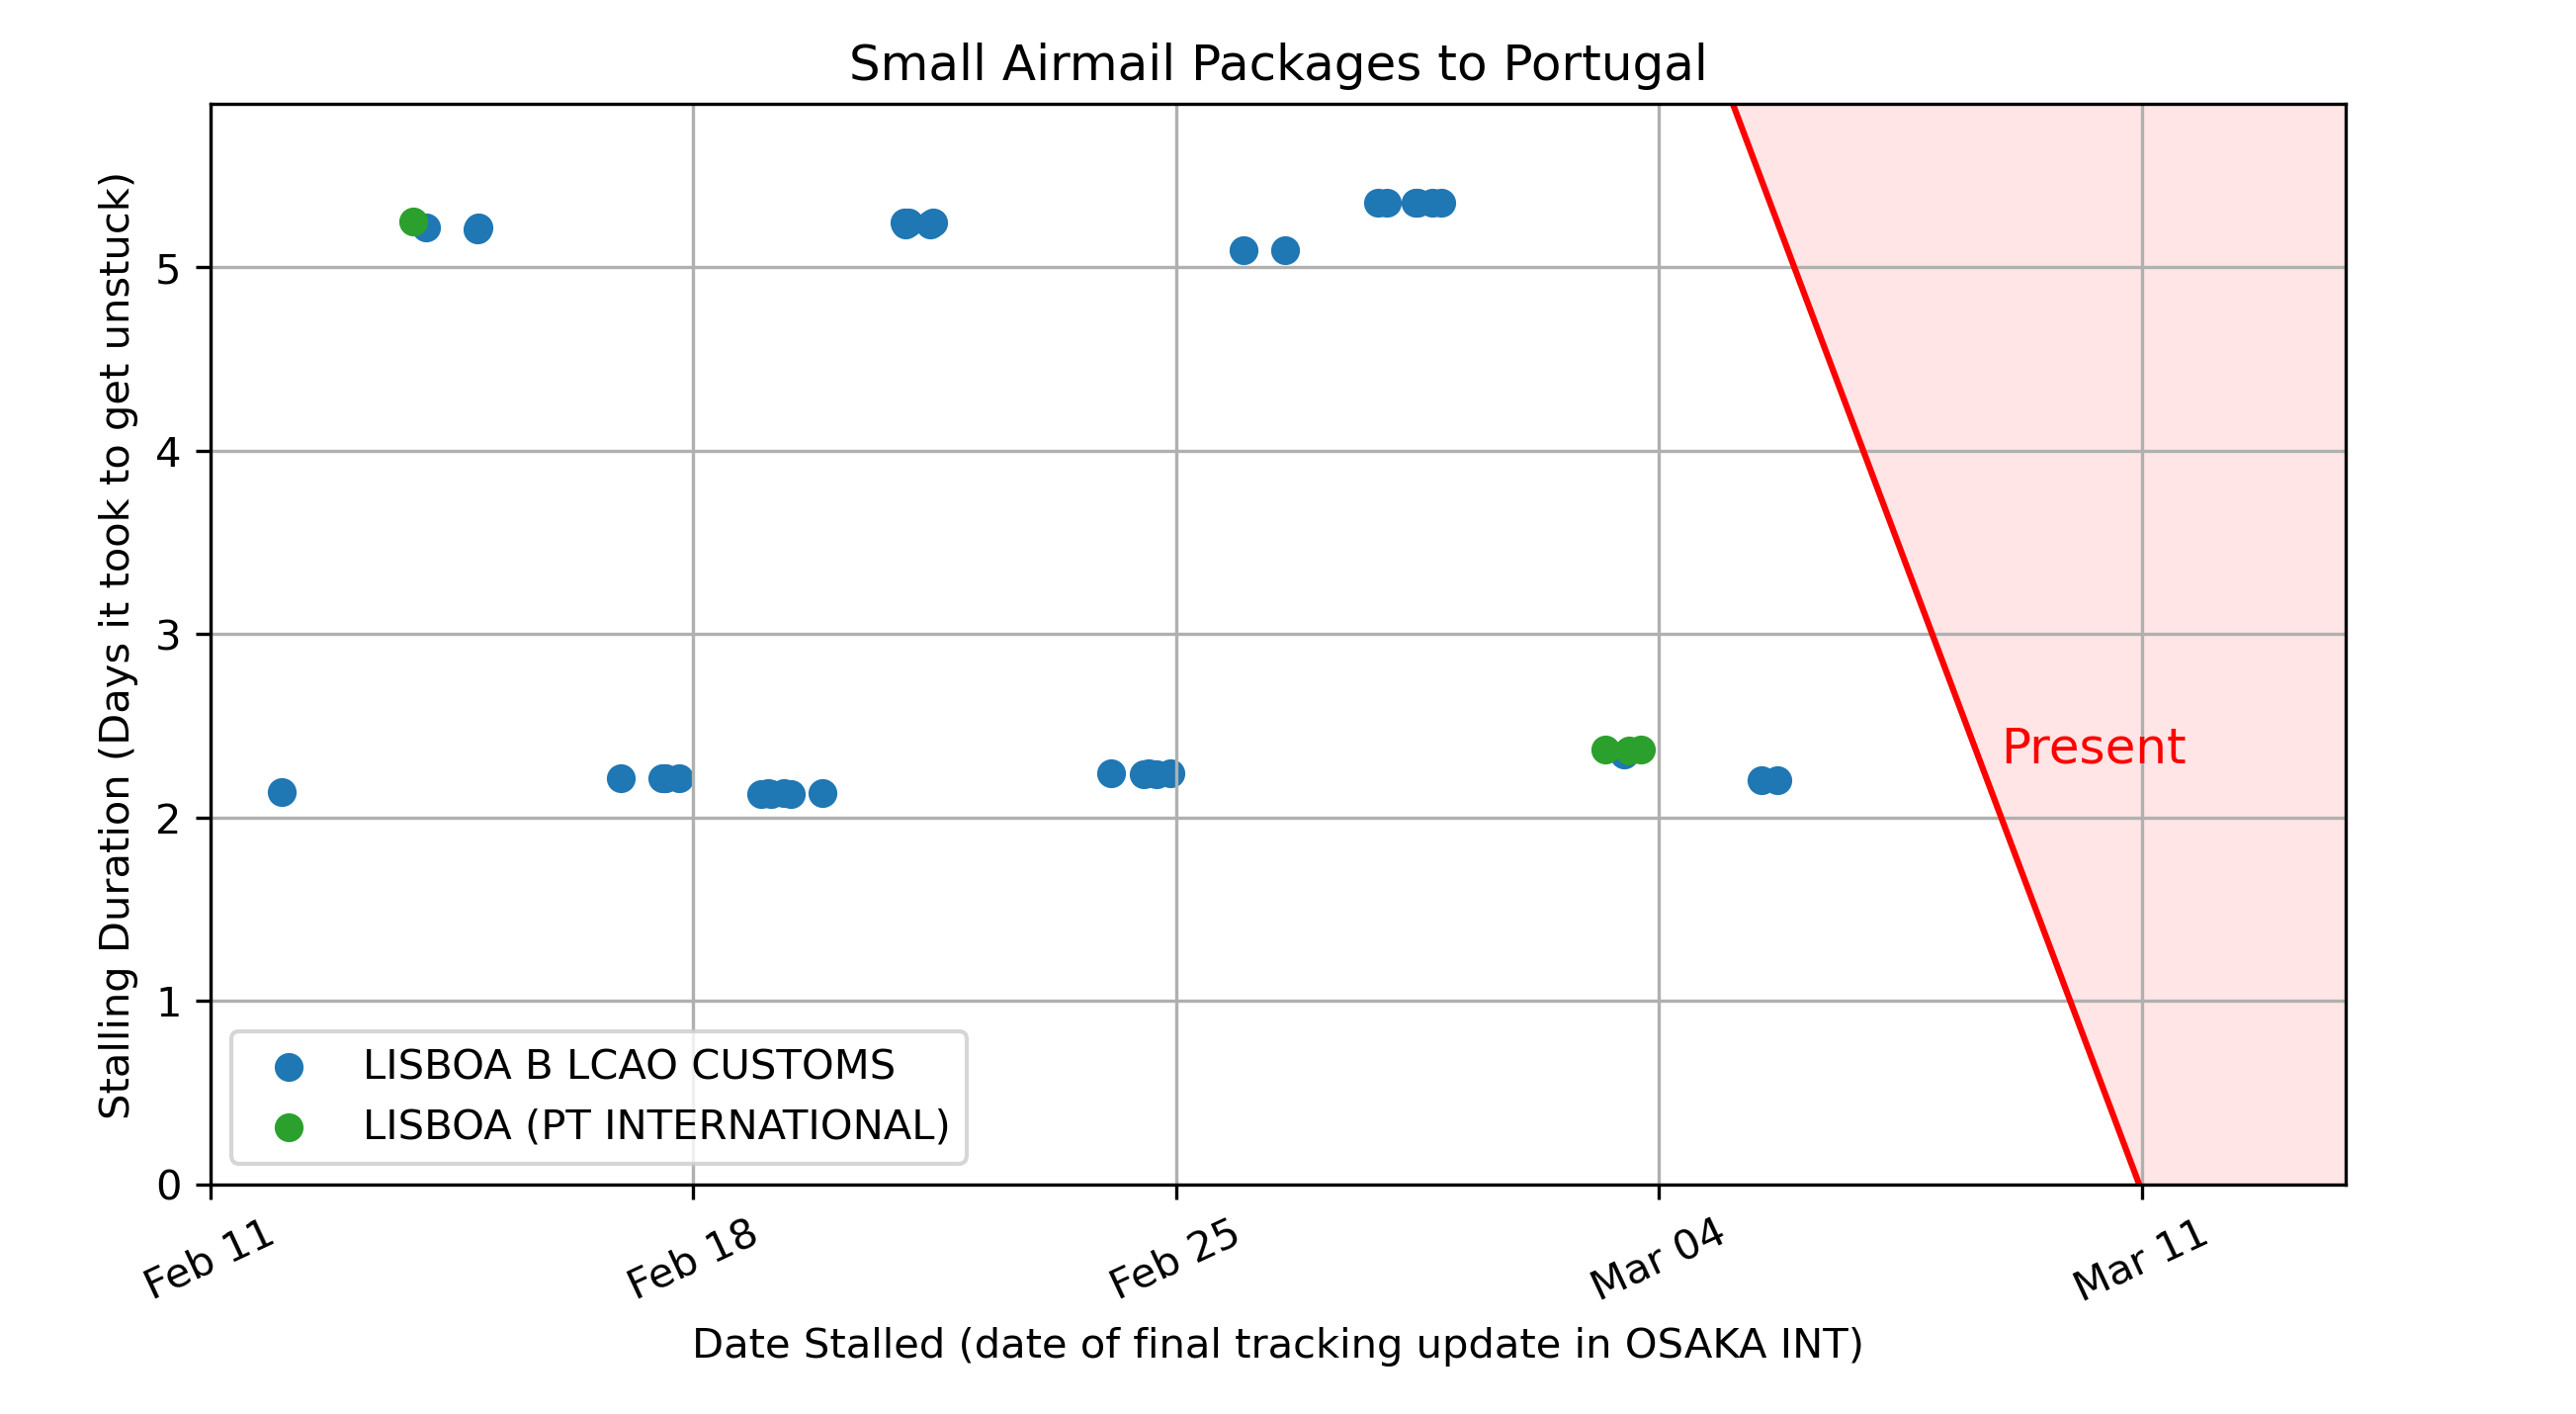 Small Airmail Packages to Portugal
Stalling Duration (Days it took to get unstuck)
5
4
3
2
1
0
Present
LISBOA B LCAO CUSTOMS
LISBOA (PT INTERNATIONAL)
Feb 11
Feb 18
Feb 25
Mar 04
Mar 11
Date Stalled (date of final tracking update in OSAKA INT)